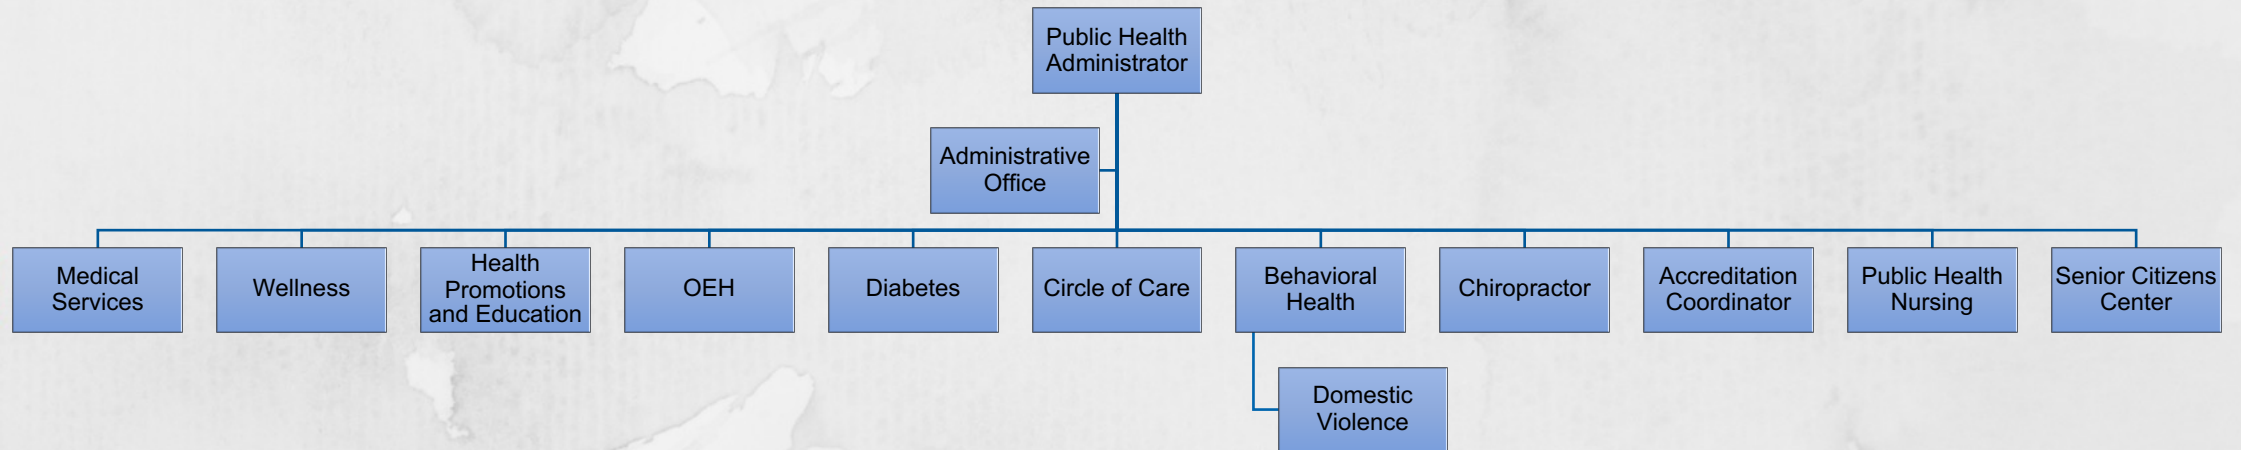 Public Health
Administrator
Administrative
Office
Medical
Services
Wellness
Health
Promotions
and Education
OEH
Diabetes
Circle of Care
Behavioral
Health
Chiropractor
Accreditation
Coordinator
Public Health
Nursing
Senior Citizens
Center
Domestic
Violence